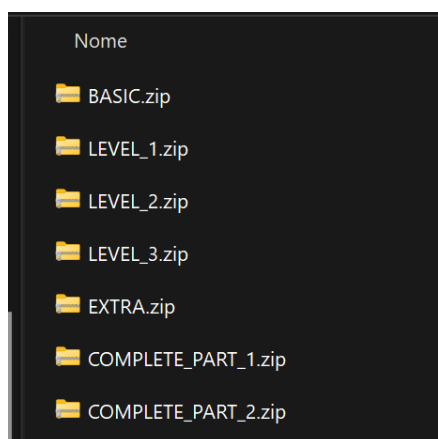 Nome
BASIC.zip
LEVEL_1.zip
LEVEL_2.zip
LEVEL_3.zip
EXTRA.zip
COMPLETE_PART_1.zip
COMPLETE_PART_2.zip